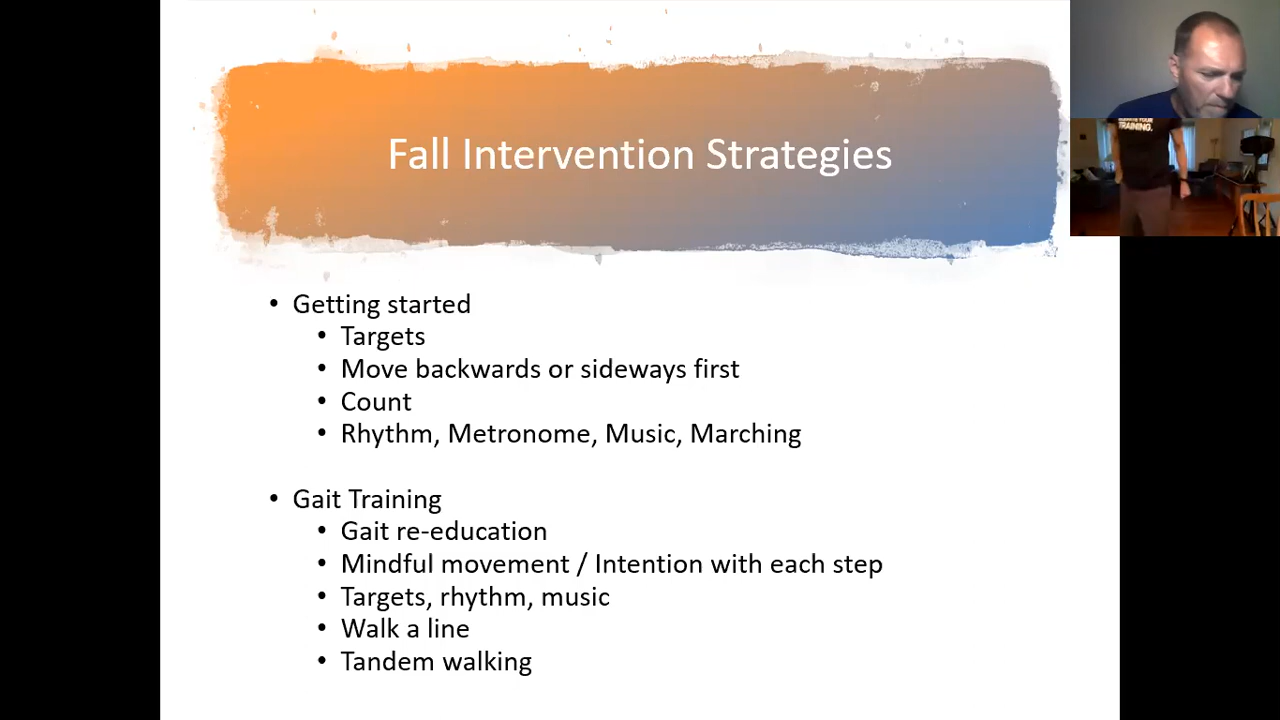 Fall Intervention Strategies
• Getting started
• Targets
• Move backwards or sideways first
• Count
• Rhythm, Metronome, Music, Marching
• Gait Training
• Gait re-education
• Mindful movement / Intention with each step
• Targets, rhythm, music
• Walk a line
• Tandem walking
TRAINING.